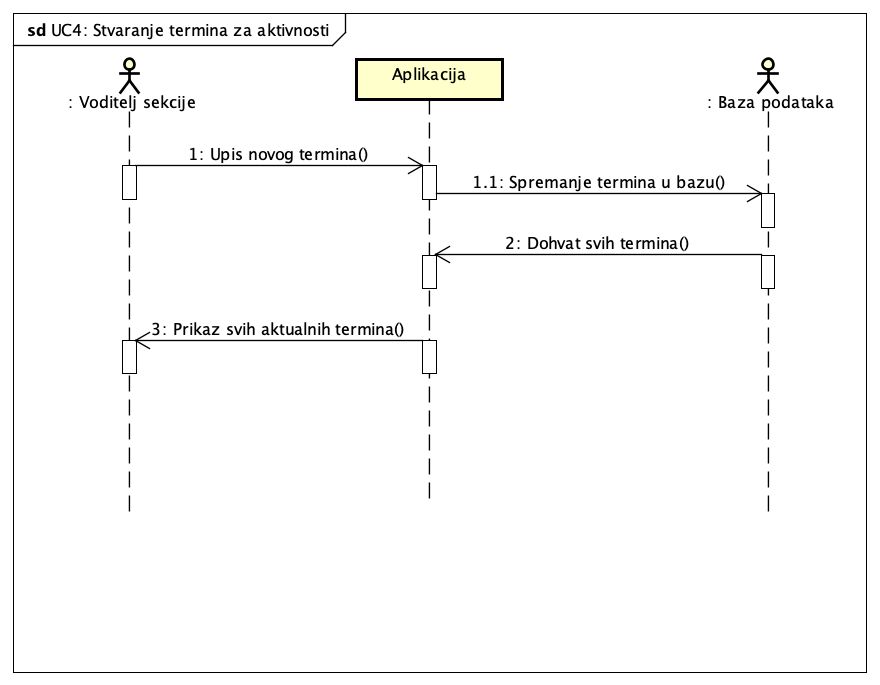 sd UC4: Stvaranje termina za aktivnosti
: Voditelj sekcije
Aplikacija
: Baza podataka
1: Upis novog termina()
1.1: Spremanje termina u bazu()
2: Dohvat svih termina()
3: Prikaz svih aktualnih termina()